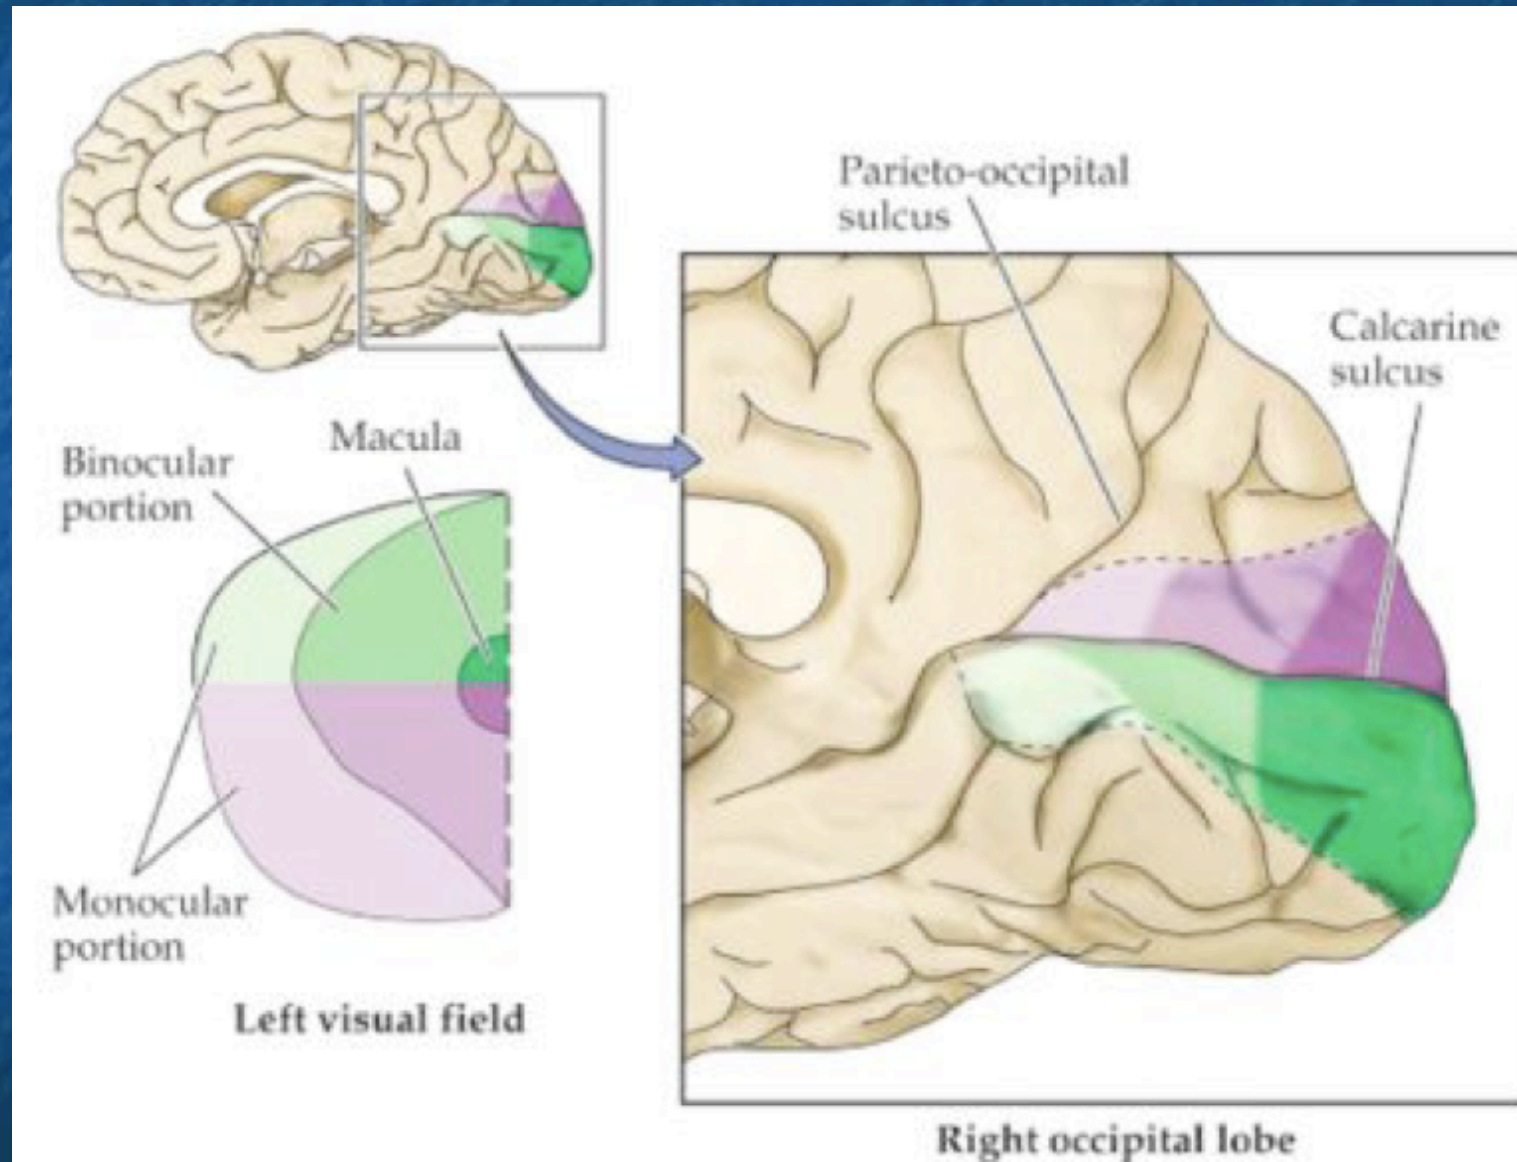 Parieto-occipital
sulcus
Calcarine
sulcus
Macula
Binocular
portion
Monocular
portion
Left visual field
Right occipital lobe